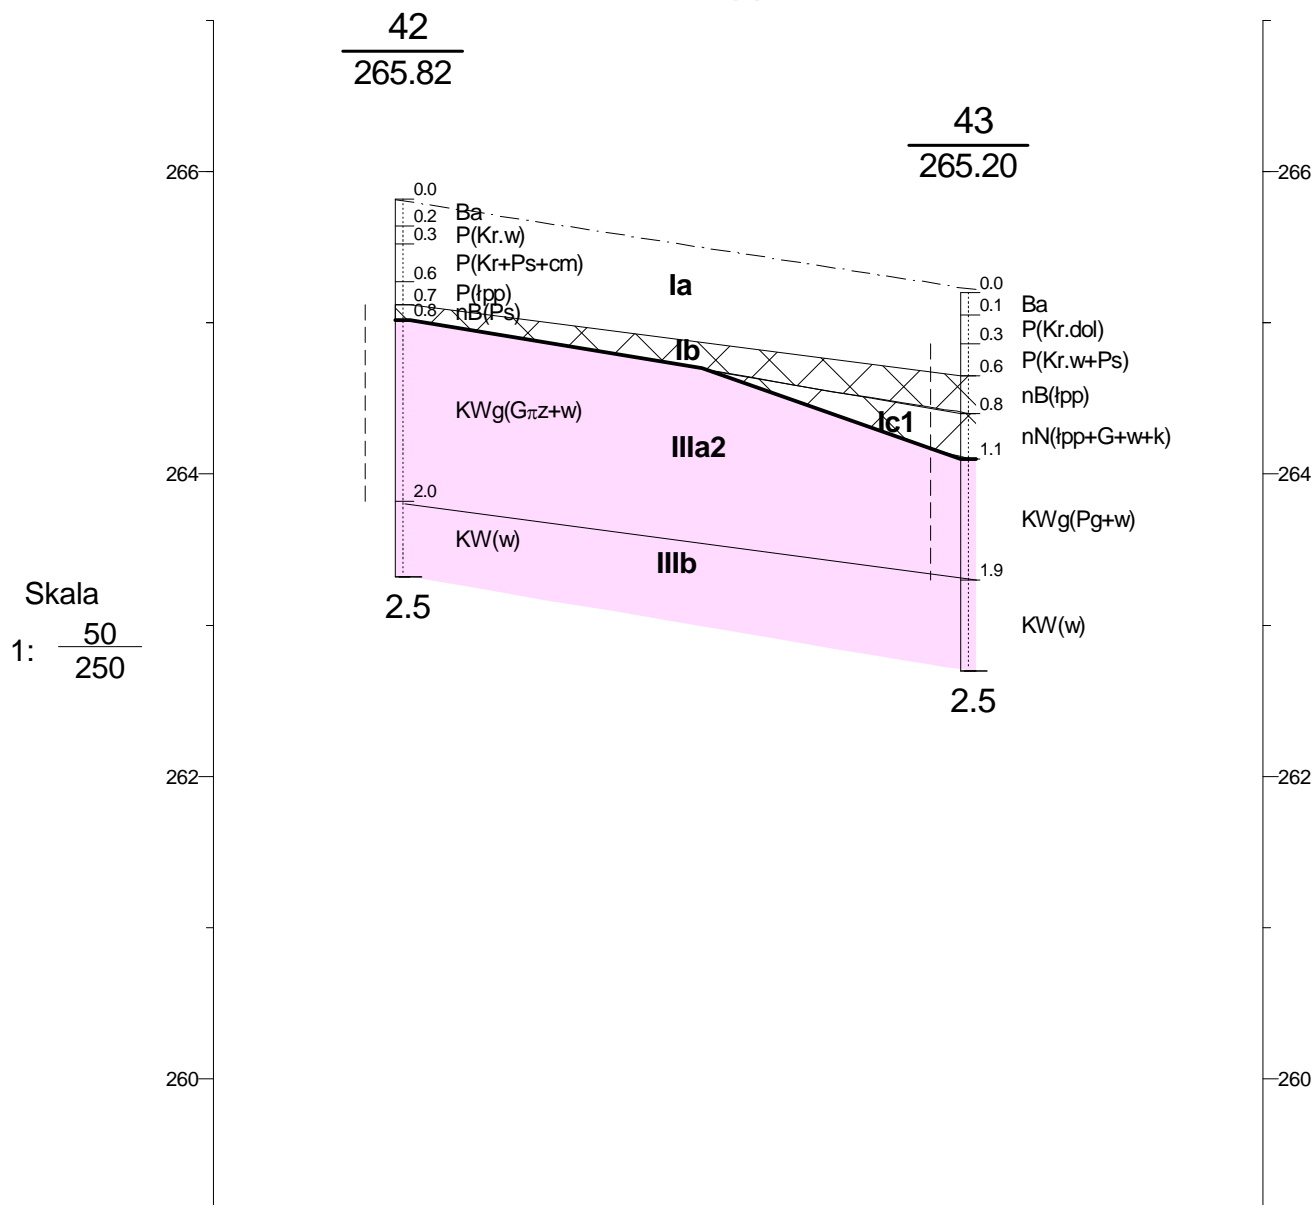 42
265.82
43
265.20
266
266
0.0
0.2
Ba
0.3
P(Kr.w)
P(Kr+Ps+cm)
0.6
0.7
P(łpp)
0.8
nB(Ps)
Ia
0.0
0.1
Ba
0.3
P(Kr.dol)
P(Kr.w+Ps)
0.6
Ib
nB(łpp)
0.8
Ic1
nN(łpp+G+w+k)
1.1
KWg(Gπz+w)
IIIa2
264
264
2.0
KWg(Pg+w)
KW(w)
IIIb
1.9
2.5
KW(w)
2.5
Skala
1: 50
250
262
262
260
260